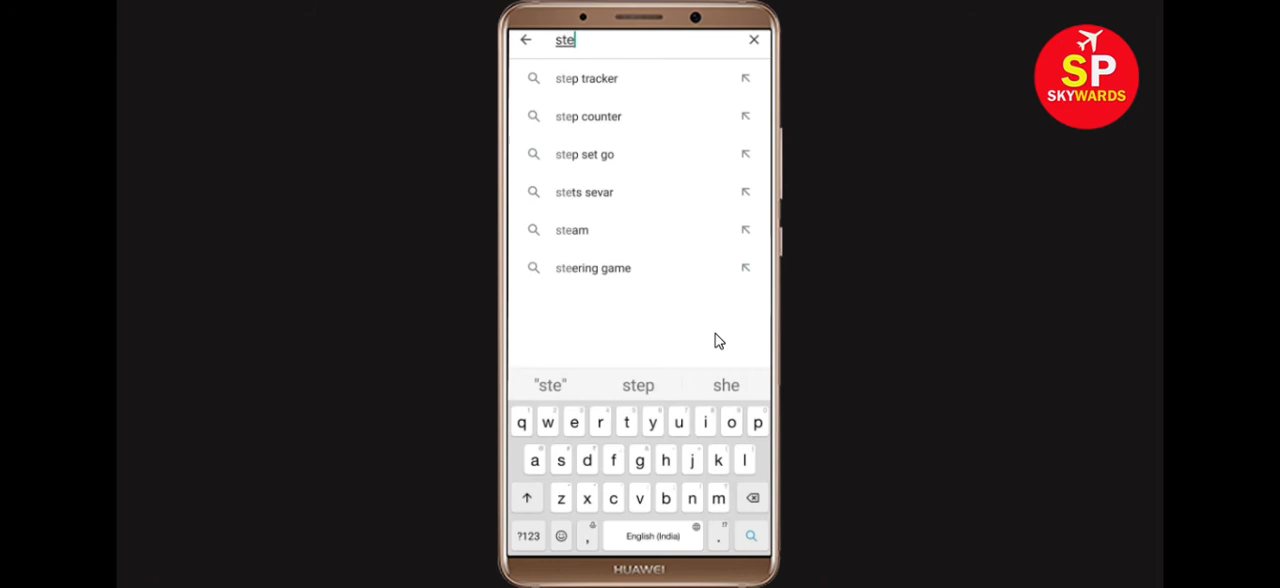 ste
step tracker
step counter
step set go
stets sevar
steam
steering game
"ste" step she
q w e r t y u i o p
a s d f g h j k l
z x c v b n m
?123 , English (India) .
HUAWEI
SP
SKYWARDS